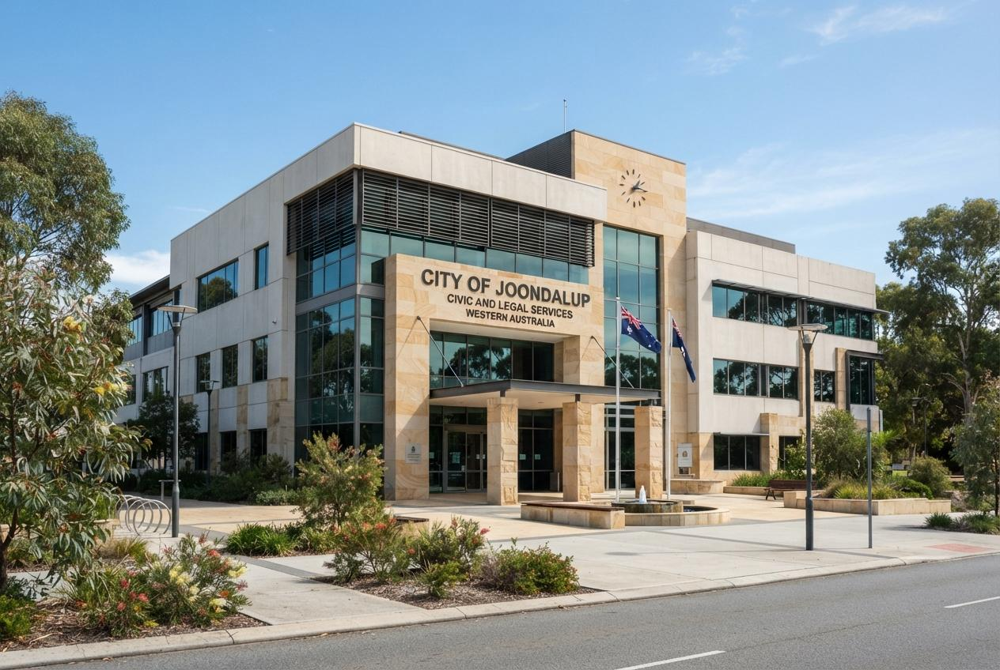 CITY OF JOONDALUP
CIVIC AND LEGAL SERVICES
WESTERN AUSTRALIA